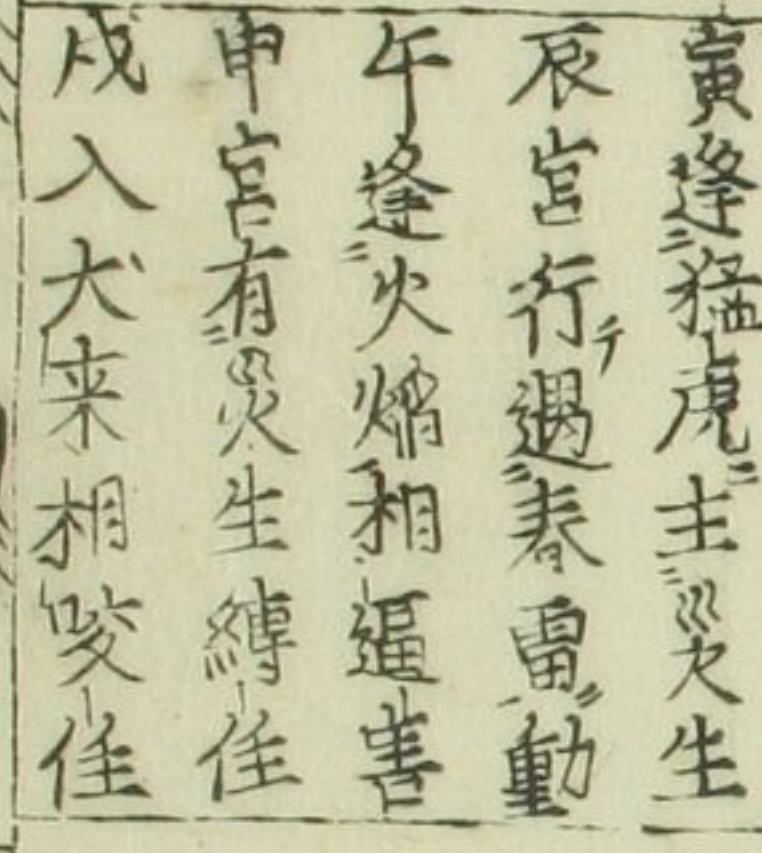 寅逢猛虎主災生
辰宮行テ遇春雷動
午逢火焔相逼害
申宮有災生縛住
戌入犬来相咬住